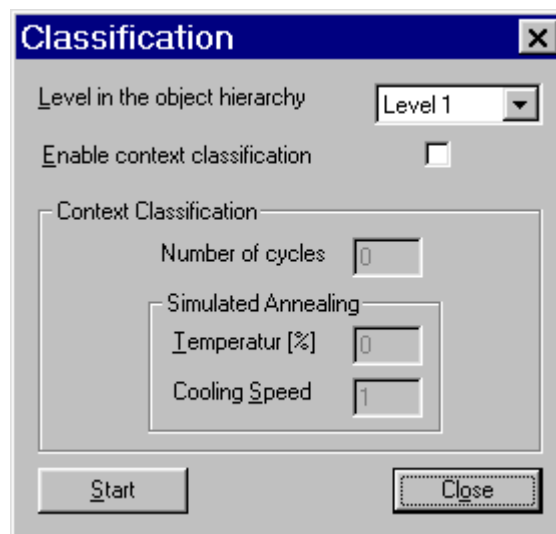 Classification
Level in the object hierarchy Level 1
Enable context classification
Context Classification
Number of cycles 0
Simulated Annealing
Temperatur [%] 0
Cooling Speed 1
Start Close